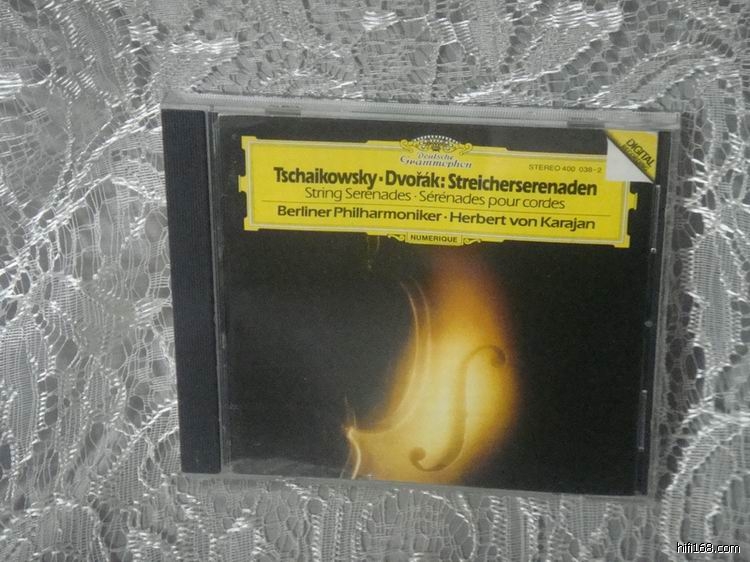 Deutsche
Grammophon
STEREO 400 038-2
DIGITAL
Tschaikowsky · Dvořák: Streicherserenaden
String Serenades · Sérénades pour cordes
Berliner Philharmoniker · Herbert von Karajan
NUMERIQUE
hifi168.com